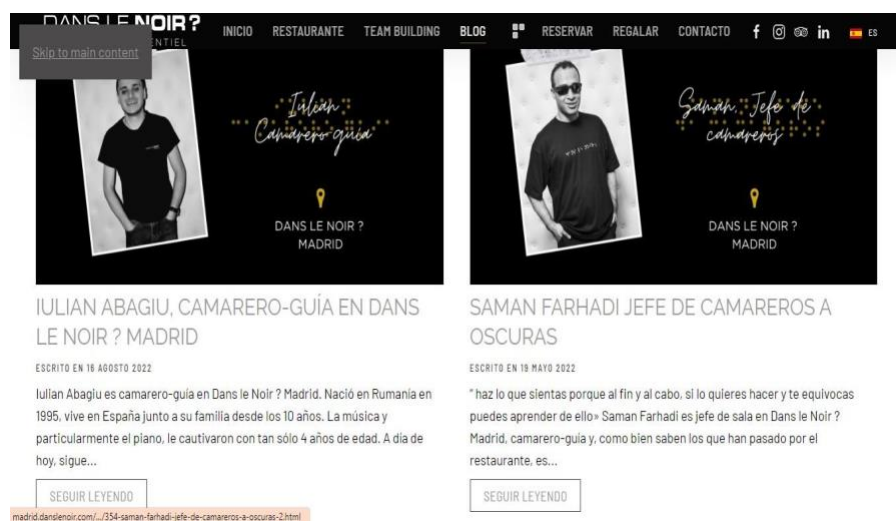 DANS LE NOIR ?
Skip to main content
INICIO RESTAURANTE TEAM BUILDING BLOG RESERVAR REGALAR CONTACTO f in ES
Iulian,
Camarero-guía
DANS LE NOIR ?
MADRID
Saman, Jefe de
camareros
DANS LE NOIR ?
MADRID
IULIAN ABAGIU, CAMARERO-GUÍA EN DANS
LE NOIR ? MADRID
ESCRITO EN 16 AGOSTO 2022
Iulian Abagiu es camarero-guía en Dans le Noir ? Madrid. Nació en Rumanía en
1995, vive en España junto a su familia desde los 10 años. La música y
particularmente el piano, le cautivaron con tan sólo 4 años de edad. A día de
hoy, sigue...
SEGUIR LEYENDO
SAMAN FARHADI JEFE DE CAMAREROS A
OSCURAS
ESCRITO EN 19 MAYO 2022
“ haz lo que sientas porque al fin y al cabo, si lo quieres hacer y te equivocas
puedes aprender de ello» Saman Farhadi es jefe de sala en Dans le Noir ?
Madrid, camarero-guía y, como bien saben los que han pasado por el
restaurante, es...
SEGUIR LEYENDO
madrid.danslenoir.com/.../354-saman-farhadi-jefe-de-camareros-a-oscuras-2.html